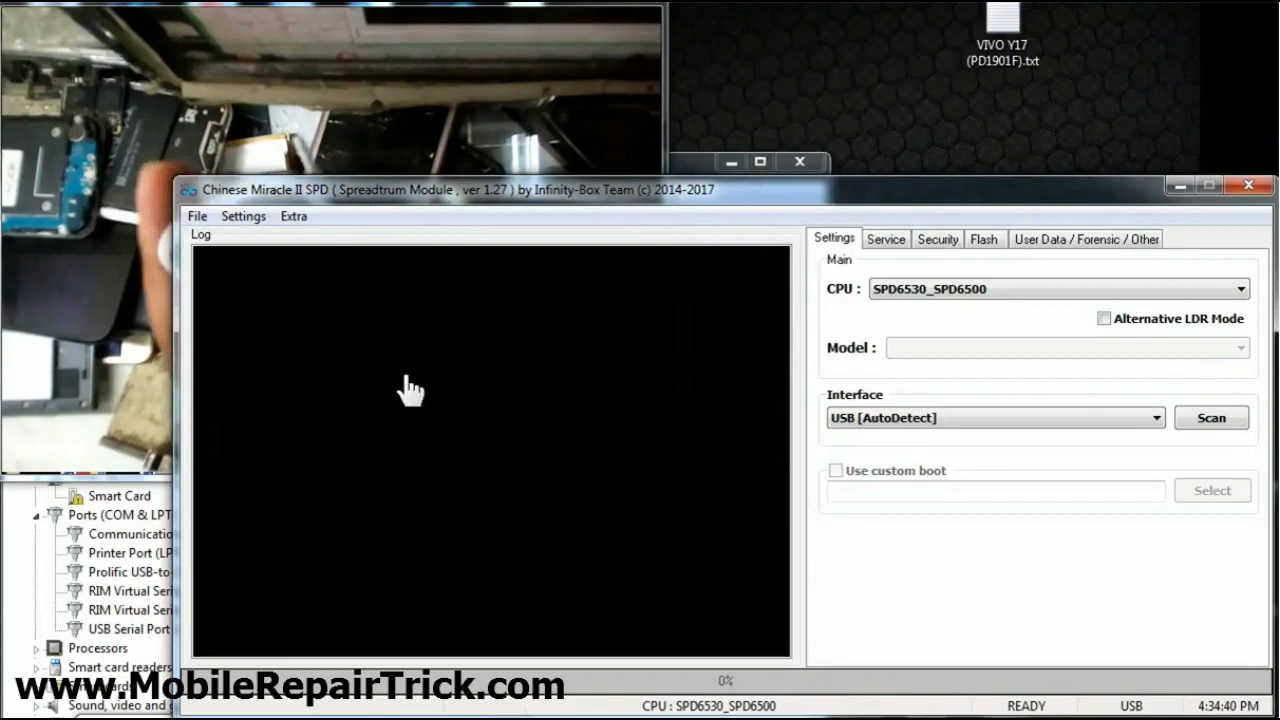 VIVO Y17
(PD1901F).txt
Chinese Miracle II SPD ( Spreadtrum Module , ver 1.27 ) by Infinity-Box Team (c) 2014-2017
File Settings Extra
Log
Settings Service Security Flash User Data / Forensic / Other
Main
CPU : SPD6530_SPD6500
Alternative LDR Mode
Model :
Interface
USB [AutoDetect] Scan
Use custom boot
Select
Smart Card
Ports (COM & LPT
Communicatio
Printer Port (LP
Prolific USB-to-
RIM Virtual Seri
RIM Virtual Seri
USB Serial Port
Processors
Smart card readers
Sound, video and g
www.MobileRepairTrick.com
0%
CPU : SPD6530_SPD6500 READY USB 4:34:40 PM